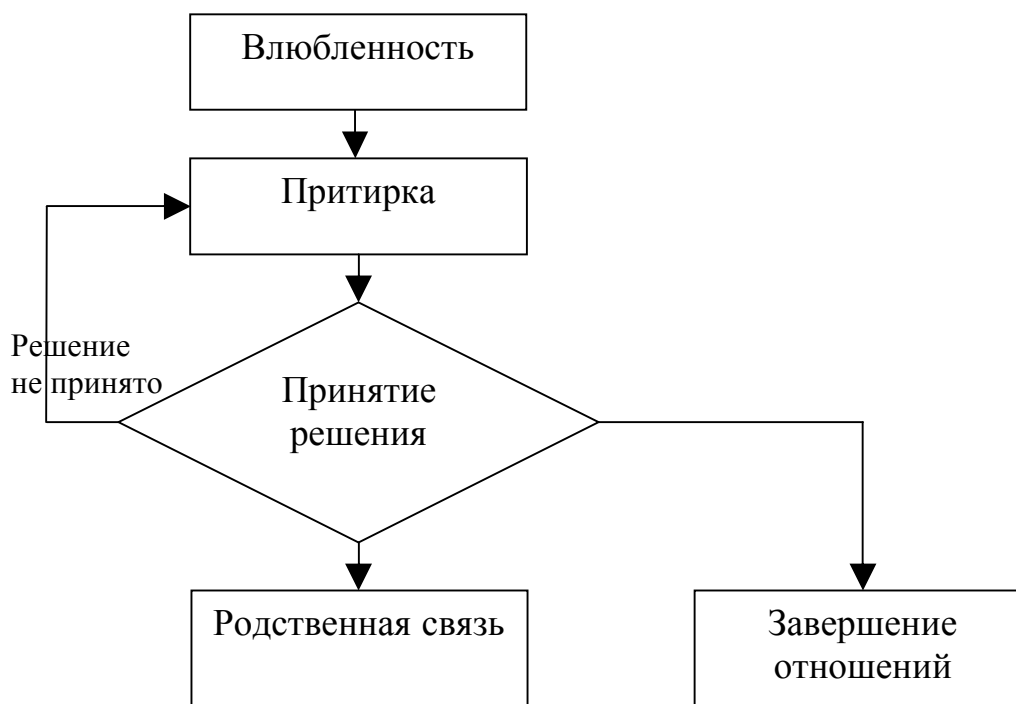 Влюбленность
Притирка
Решение
не принято
Принятие
решения
Родственная связь
Завершение
отношений